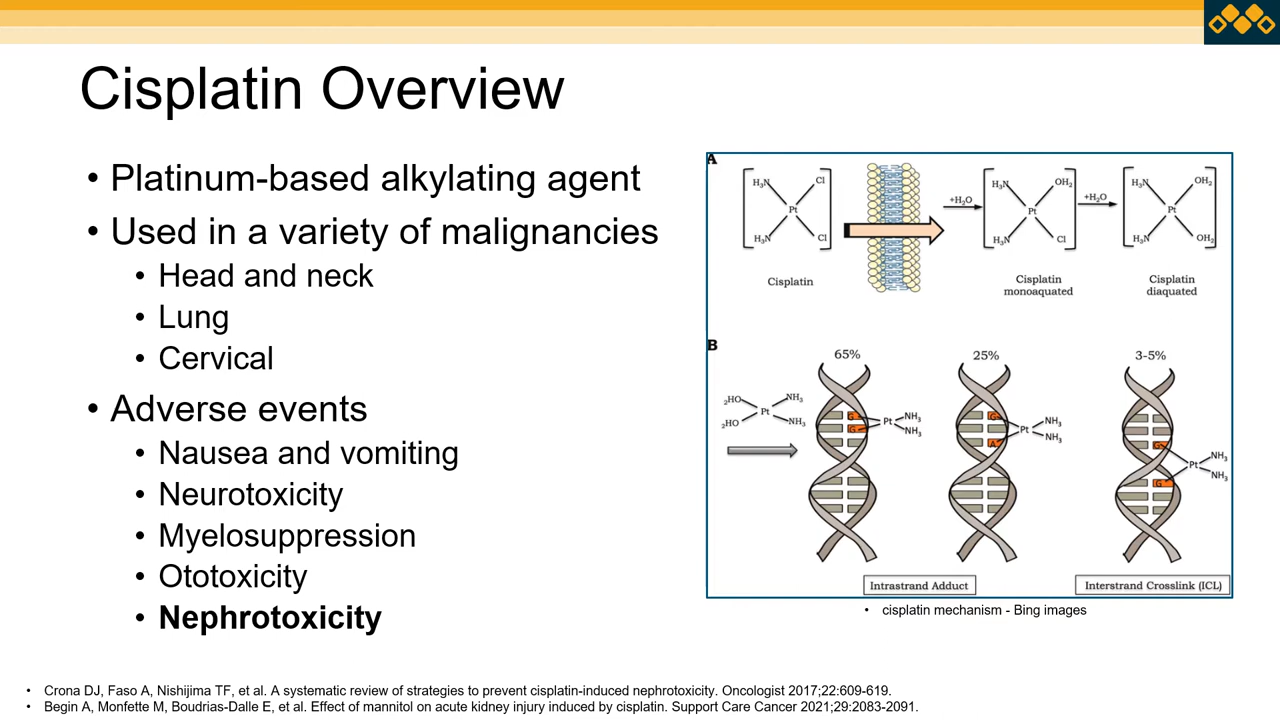 Cisplatin Overview
• Platinum-based alkylating agent
• Used in a variety of malignancies
• Head and neck
• Lung
• Cervical
• Adverse events
• Nausea and vomiting
• Neurotoxicity
• Myelosuppression
• Ototoxicity
• Nephrotoxicity
A
H₃N Cl
Pt
H₃N Cl
Cisplatin
+H₂O
H₃N OH₂
Pt
H₃N Cl
Cisplatin
monoaquated
+H₂O
H₃N OH₂
Pt
H₃N OH₂
Cisplatin
diaquated
B
₂HO NH₃
Pt
₂HO NH₃
65%
G
G
Pt
NH₃
NH₃
25%
G
A
Pt
NH₃
NH₃
3-5%
G
G
Pt
NH₃
NH₃
Intrastrand Adduct
Interstrand Crosslink (ICL)
• cisplatin mechanism - Bing images
• Crona DJ, Faso A, Nishijima TF, et al. A systematic review of strategies to prevent cisplatin-induced nephrotoxicity. Oncologist 2017;22:609-619.
• Begin A, Monfette M, Boudrias-Dalle E, et al. Effect of mannitol on acute kidney injury induced by cisplatin. Support Care Cancer 2021;29:2083-2091.